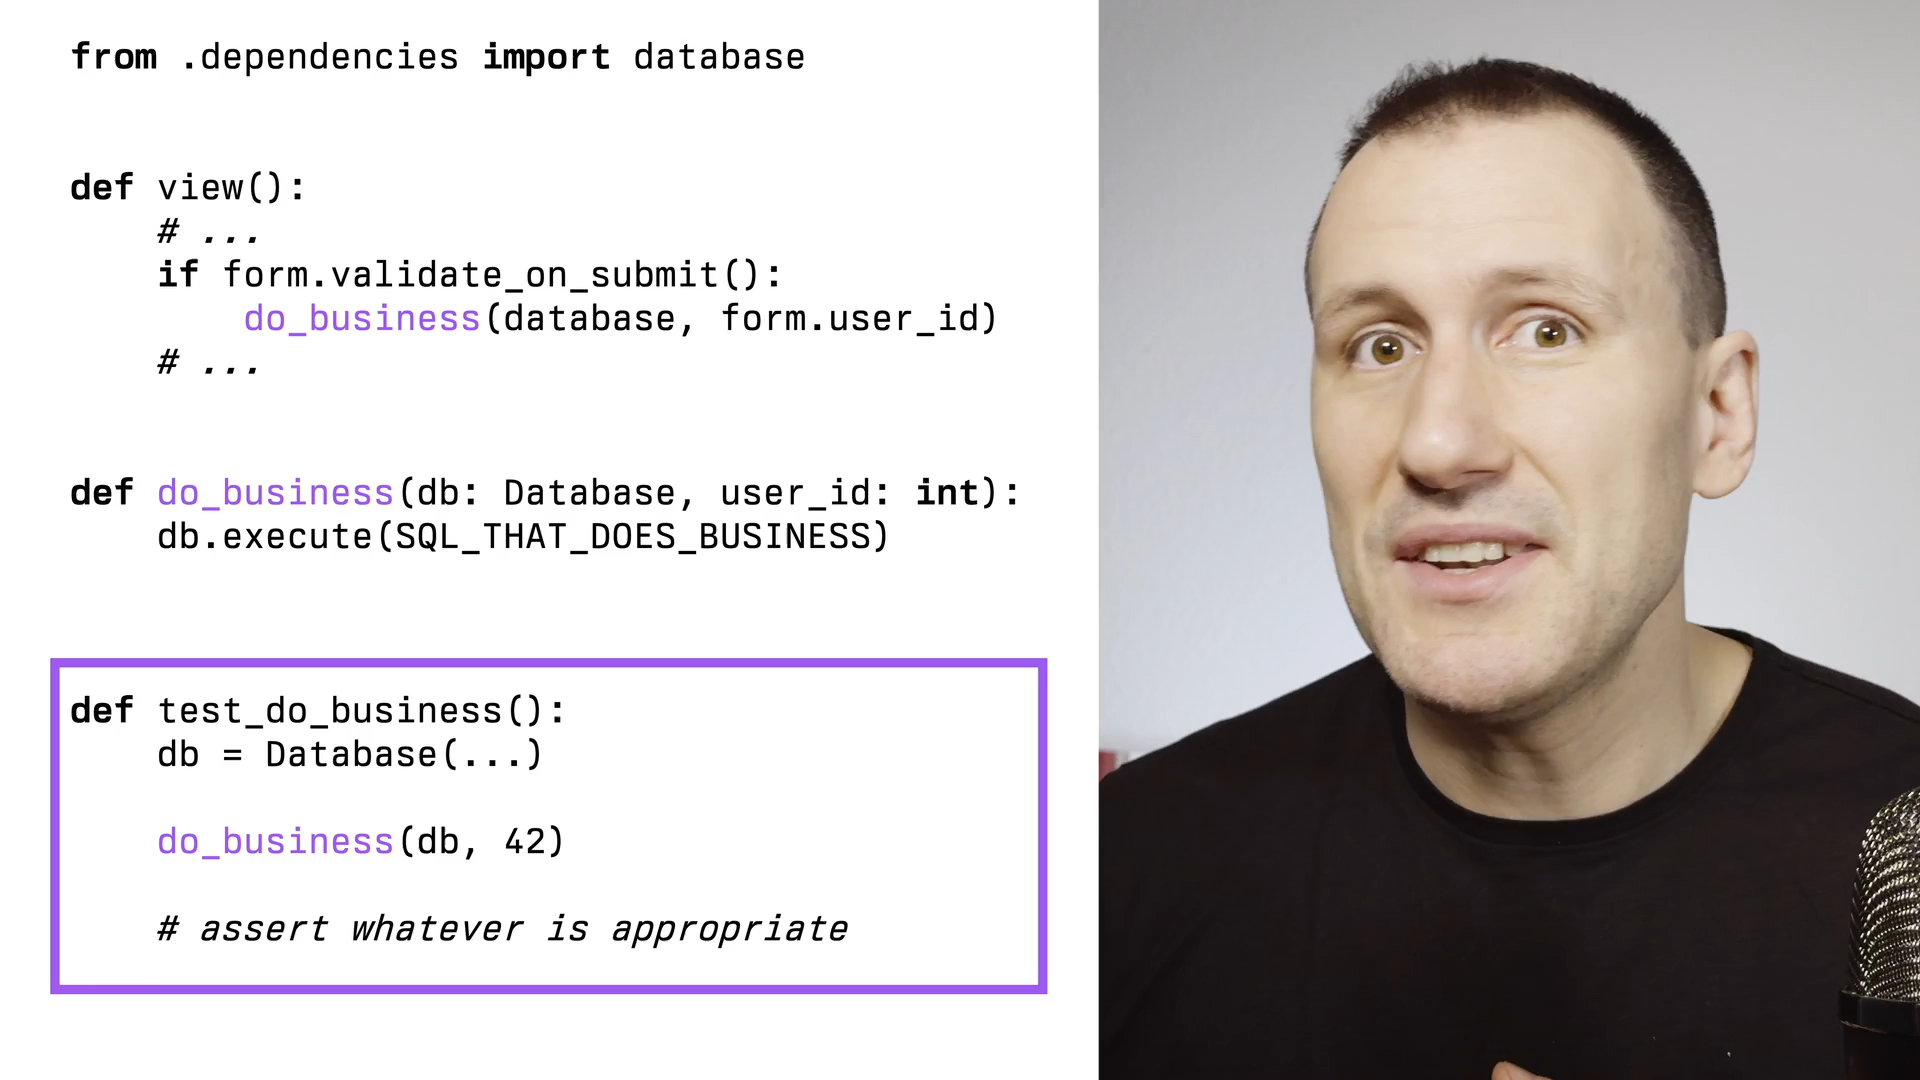 from .dependencies import database
def view():
# ...
if form.validate_on_submit():
do_business(database, form.user_id)
# ...
def do_business(db: Database, user_id: int):
db.execute(SQL_THAT_DOES_BUSINESS)
def test_do_business():
db = Database(...)
do_business(db, 42)
# assert whatever is appropriate